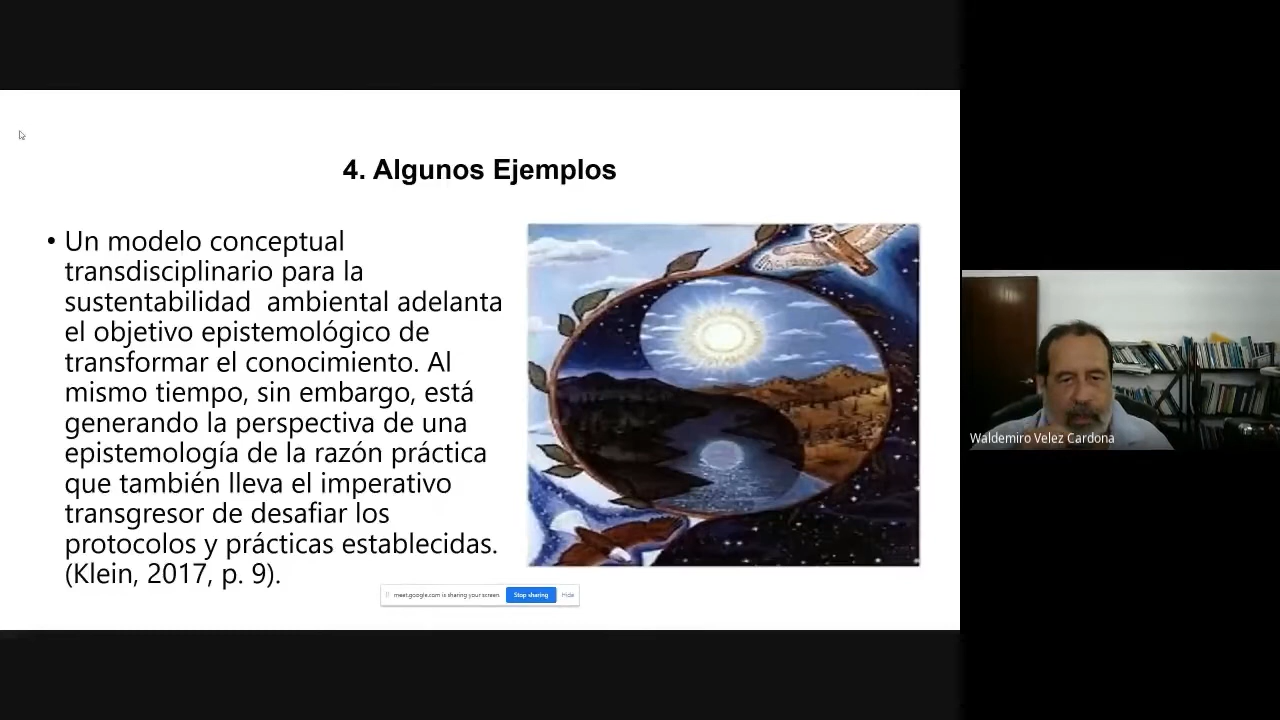 4. Algunos Ejemplos
• Un modelo conceptual
transdisciplinario para la
sustentabilidad  ambiental adelanta
el objetivo epistemológico de
transformar el conocimiento. Al
mismo tiempo, sin embargo, está
generando la perspectiva de una
epistemología de la razón práctica
que también lleva el imperativo
transgresor de desafiar los
protocolos y prácticas establecidas.
(Klein, 2017, p. 9).
meet.google.com is sharing your screen. Stop sharing Hide
Waldemiro Velez Cardona